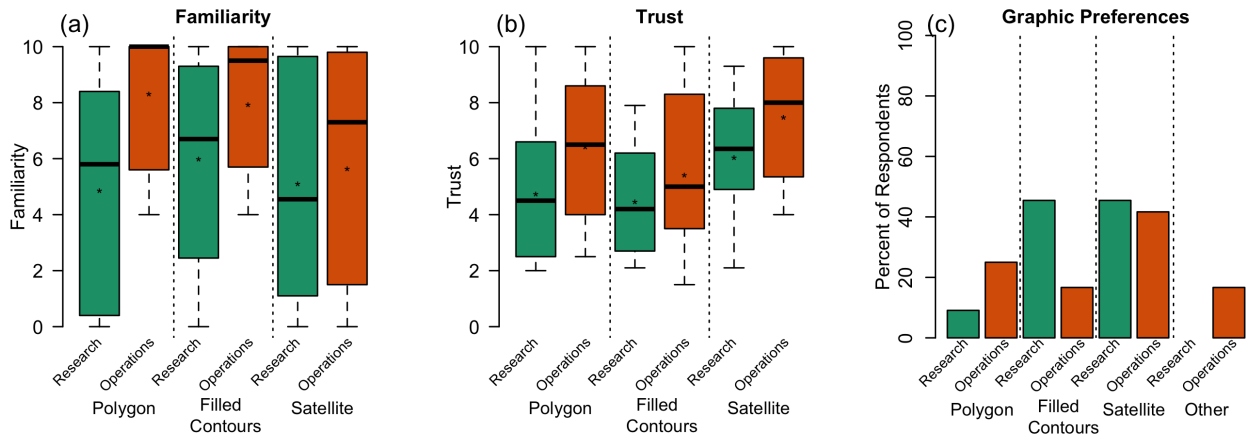 (a)
Familiarity
Familiarity
0
2
4
6
8
10
Research
Operations
Research
Operations
Research
Operations
Polygon
Filled
Contours
Satellite
(b)
Trust
Trust
0
2
4
6
8
10
Research
Operations
Research
Operations
Research
Operations
Polygon
Filled
Contours
Satellite
(c)
Graphic Preferences
Percent of Respondents
0
20
40
60
80
100
Research
Operations
Research
Operations
Research
Operations
Research
Operations
Polygon
Filled
Contours
Satellite
Other